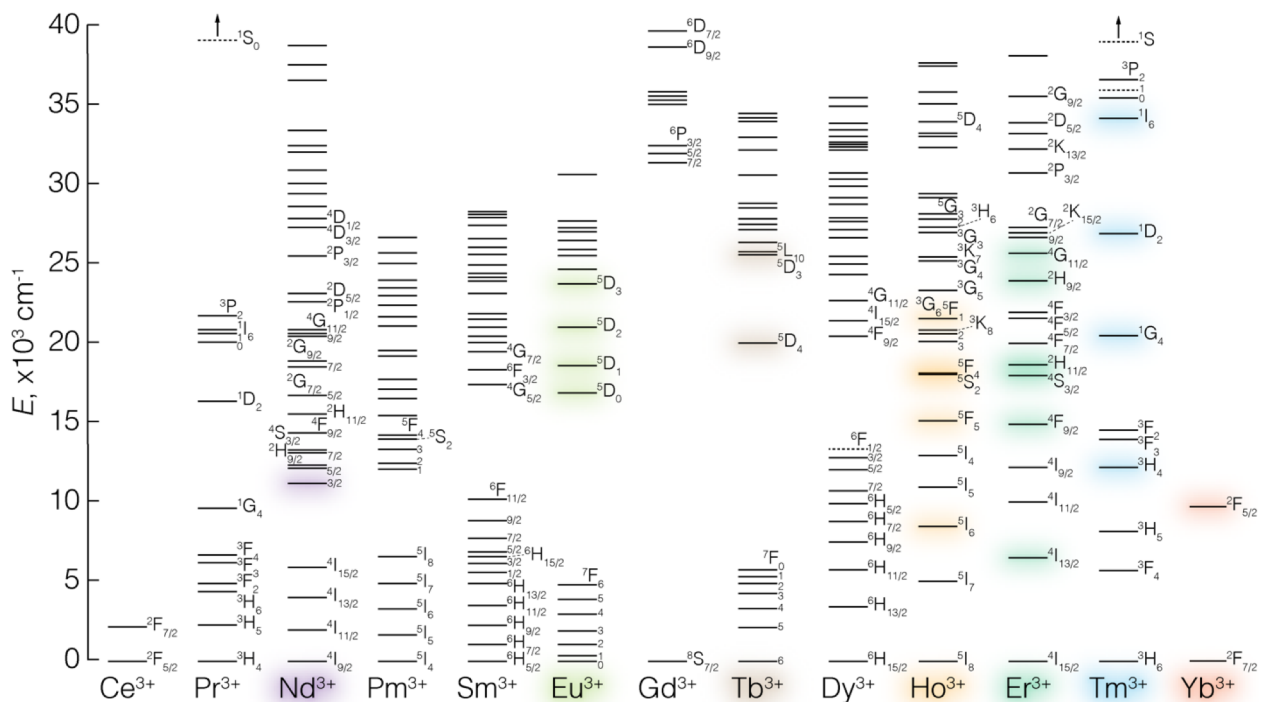 E, x10³ cm⁻¹
40
35
30
25
20
15
10
5
0
²F₇/₂
²F₅/₂
Ce³⁺
¹S₀
³P₂
¹I₆
1
0
¹D₂
¹G₄
³F₄
³F₃
³F₂
³H₆
³H₅
³H₄
Pr³⁺
⁴D₁/₂
⁴D₃/₂
²P₃/₂
²D₅/₂
²P₁/₂
⁴G₁₁/₂
9/2
²G₉/₂
7/2
²G₇/₂
5/2
²H₁₁/₂
⁴F₉/₂
⁴S₃/₂
7/2
²H₉/₂
5/2
3/2
⁴I₁₅/₂
⁴I₁₃/₂
⁴I₁₁/₂
⁴I₉/₂
Nd³⁺
⁵F₄
⁵S₂
3
2
1
⁵I₈
⁵I₇
⁵I₆
⁵I₅
⁵I₄
Pm³⁺
⁴G₇/₂
⁶F₃/₂
⁴G₅/₂
⁶F₁₁/₂
9/2
7/2
5/2
⁶H₁₅/₂
3/2
1/2
⁶H₁₃/₂
⁶H₁₁/₂
⁶H₉/₂
⁶H₇/₂
⁶H₅/₂
Sm³⁺
⁵D₃
⁵D₂
⁵D₁
⁵D₀
⁷F₆
5
4
3
2
1
0
Eu³⁺
⁶D₇/₂
⁶D₉/₂
⁶P₃/₂
5/2
7/2
⁸S₇/₂
Gd³⁺
⁵L₁₀
⁵D₃
⁵D₄
⁷F₀
1
2
3
4
5
6
Tb³⁺
⁴G₁₁/₂
⁴I₁₅/₂
⁴F₉/₂
⁶F₁/₂
3/2
5/2
7/2
⁶H₅/₂
⁶H₇/₂
⁶H₉/₂
⁶H₁₁/₂
⁶H₁₃/₂
⁶H₁₅/₂
Dy³⁺
⁵D₄
⁵G₃
³H₆
2
³G₃
³K₇
³G₄
³G₅
³G₆
⁵F₁
³K₈
2
3
⁵F₄
⁵S₂
⁵F₅
⁵I₄
⁵I₅
⁵I₆
⁵I₇
⁵I₈
Ho³⁺
²G₉/₂
²D₅/₂
²K₁₃/₂
²P₃/₂
²G₇/₂
²K₁₅/₂
9/2
⁴G₁₁/₂
²H₉/₂
⁴F₃/₂
⁴F₅/₂
⁴F₇/₂
²H₁₁/₂
⁴S₃/₂
⁴F₉/₂
⁴I₉/₂
⁴I₁₁/₂
⁴I₁₃/₂
⁴I₁₅/₂
Er³⁺
¹S
³P₂
1
0
¹I₆
¹D₂
¹G₄
³F₂
³F₃
³H₄
³H₅
³F₄
³H₆
Tm³⁺
²F₅/₂
²F₇/₂
Yb³⁺